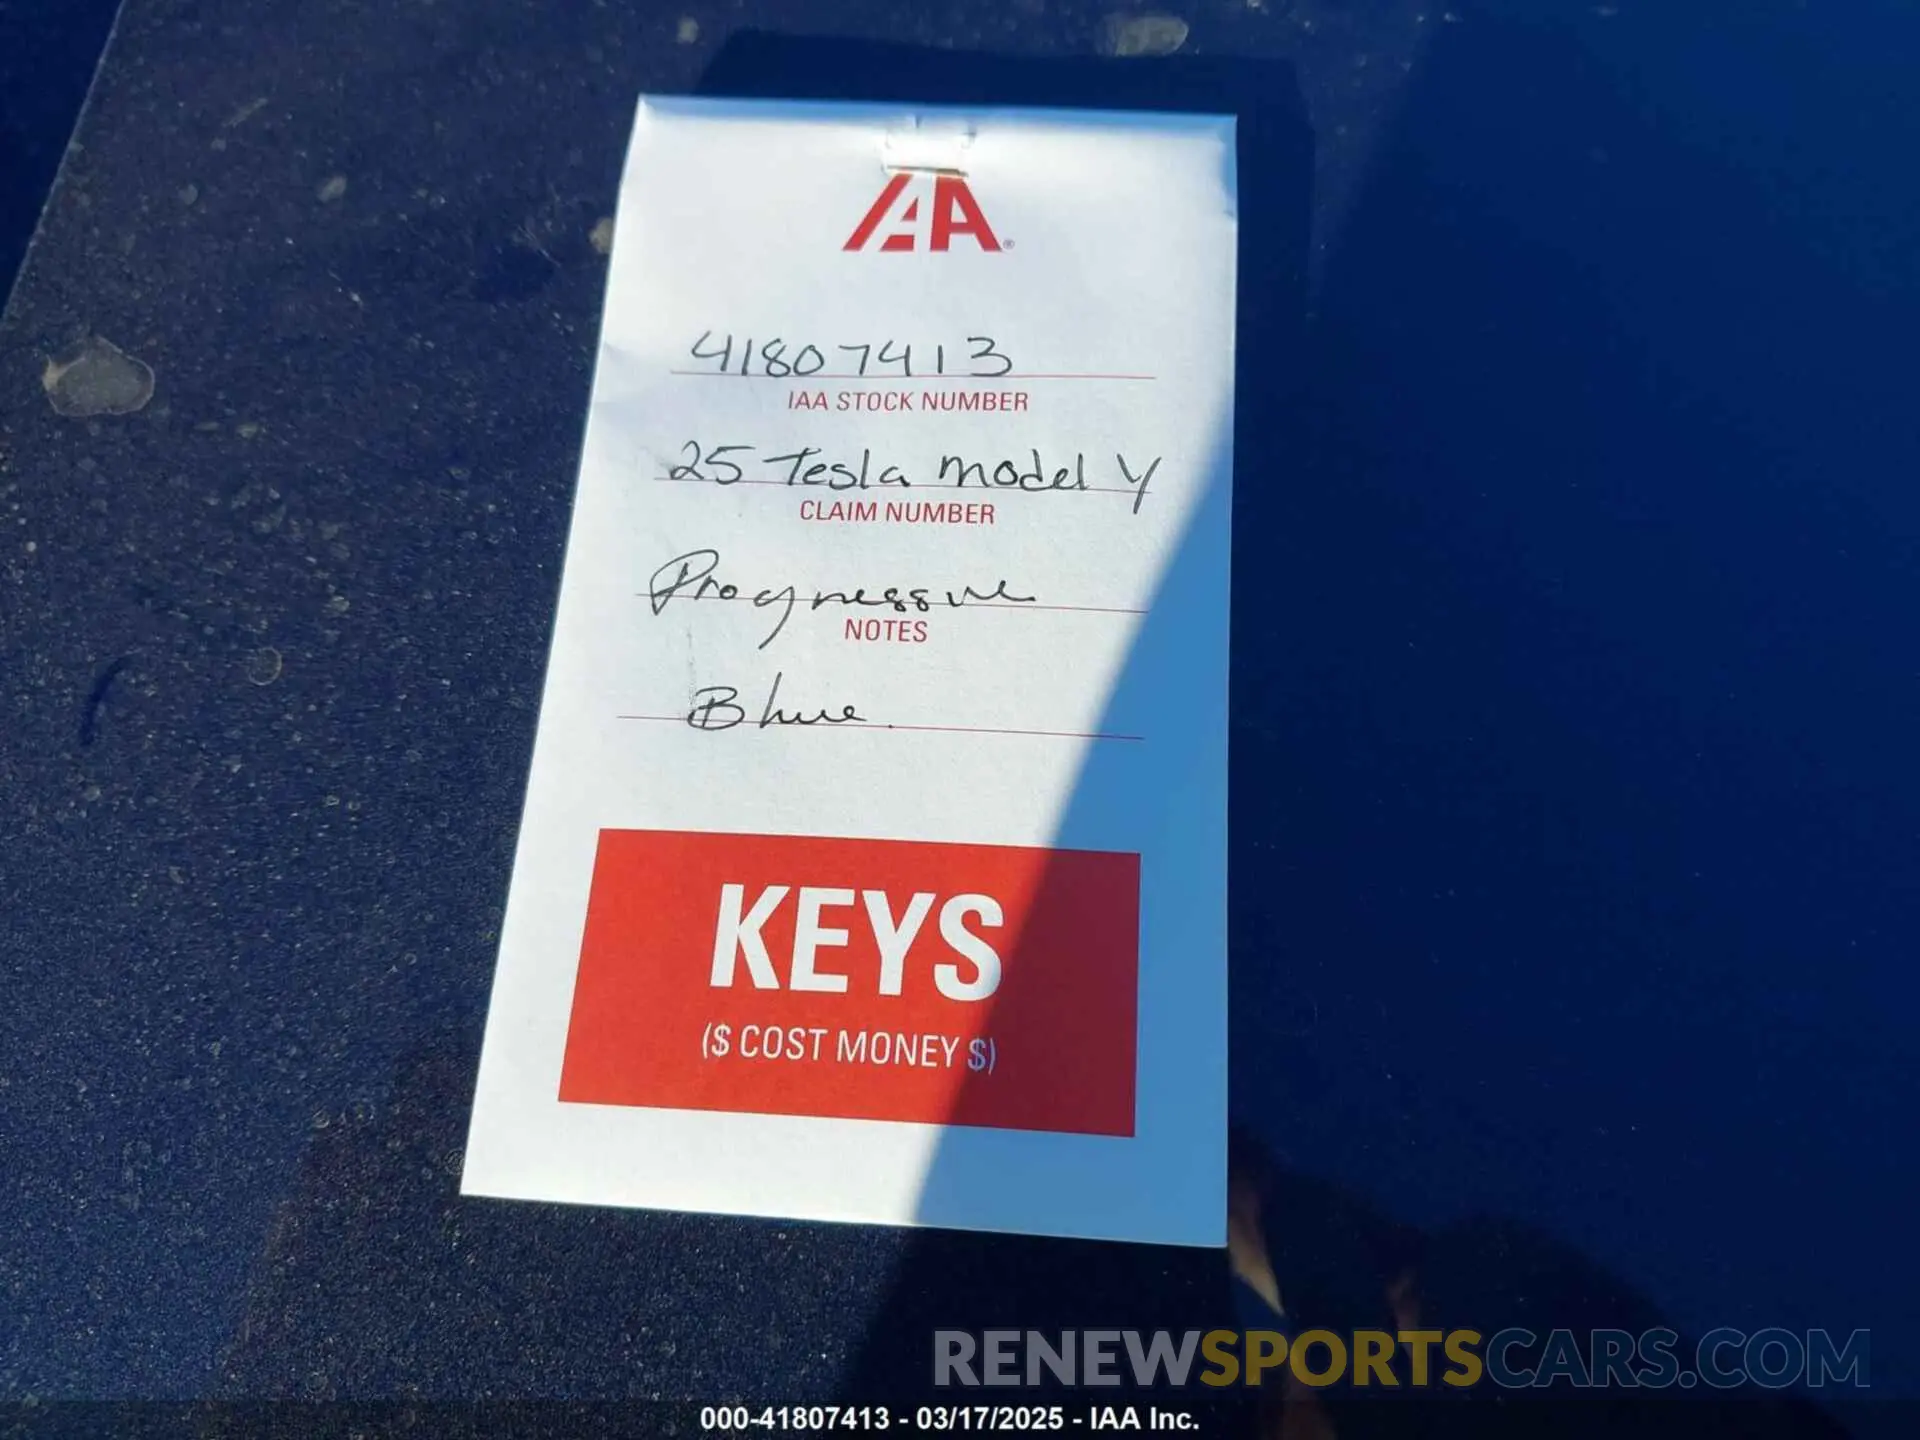 IAA®
41807413
IAA STOCK NUMBER
25 Tesla Model Y
CLAIM NUMBER
Progressive
NOTES
Blue.
KEYS
($ COST MONEY $)
RENEWSPORTSCARS.COM
000-41807413 - 03/17/2025 - IAA Inc.